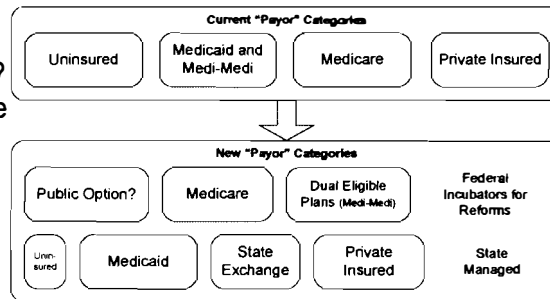 Current "Payor" Categories
Uninsured
Medicaid and
Medi-Medi
Medicare
Private Insured
?
e
New "Payor" Categories
Public Option?
Medicare
Dual Eligible
Plans (Medi-Medi)
Federal
Incubators for
Reforms
Unin-
sured
Medicaid
State
Exchange
Private
Insured
State
Managed